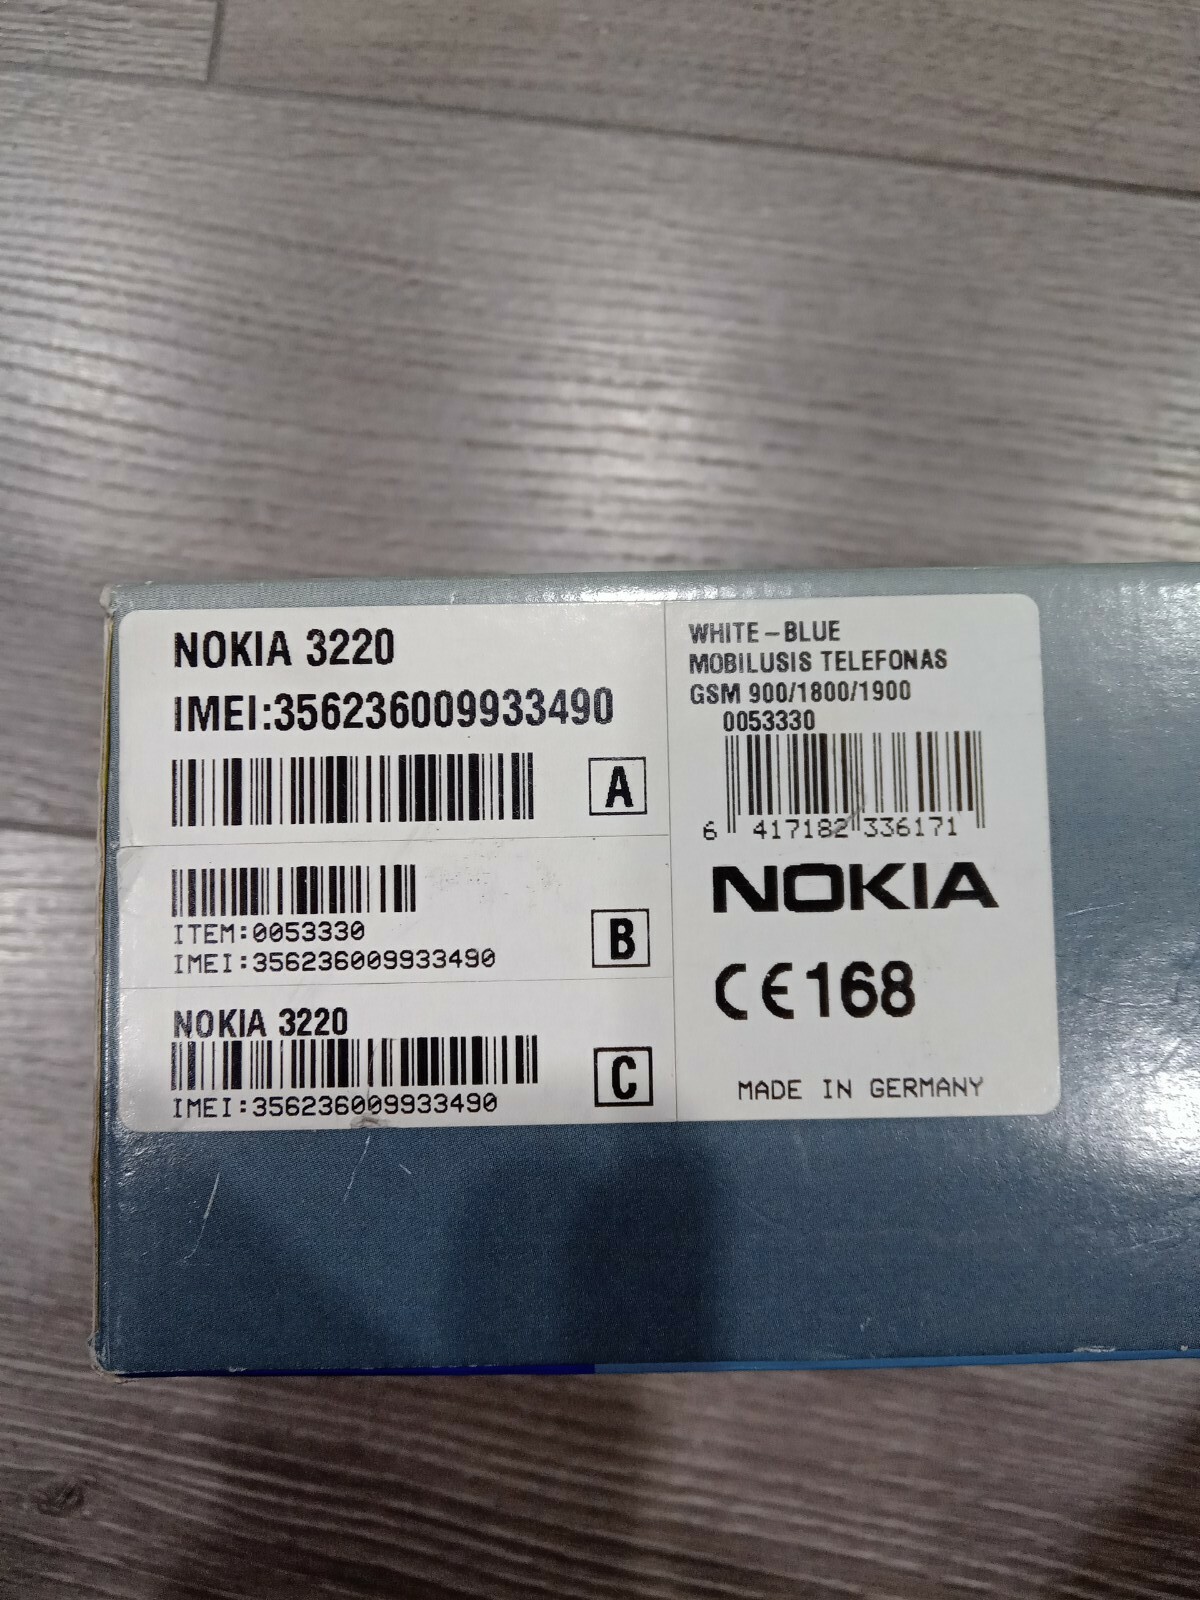 NOKIA 3220
IMEI:356236009933490
A
ITEM:0053330
IMEI:356236009933490
B
NOKIA 3220
IMEI:356236009933490
C
WHITE-BLUE
MOBILUSIS TELEFONAS
GSM 900/1800/1900
0053330
6 417182 336171
NOKIA
CE168
MADE IN GERMANY